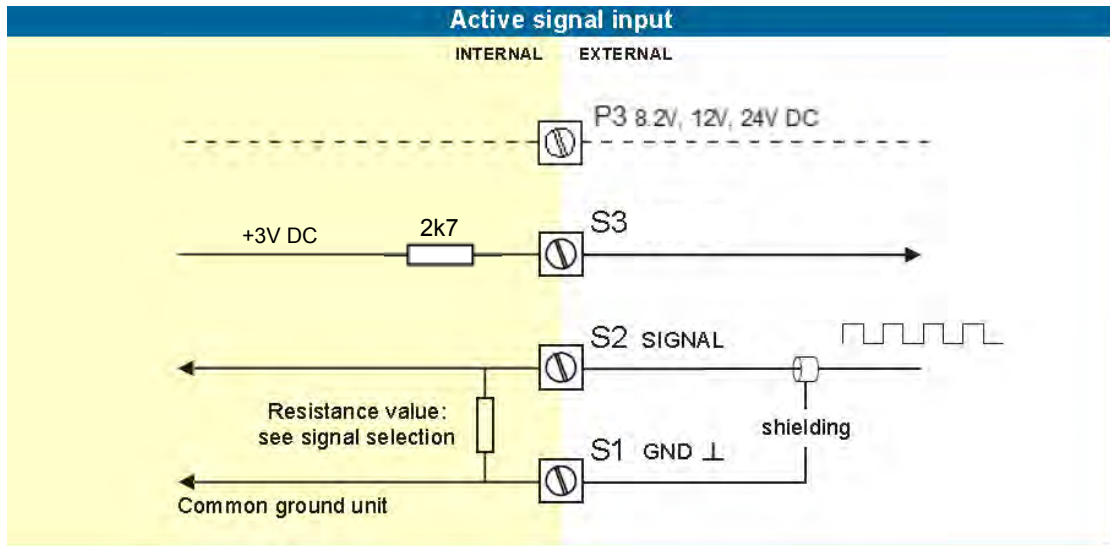 Active signal input
INTERNAL EXTERNAL
P3 8.2V, 12V, 24V DC
S3
+3V DC
2k7
S2 SIGNAL
Resistance value:
see signal selection
shielding
S1 GND ⊥
Common ground unit